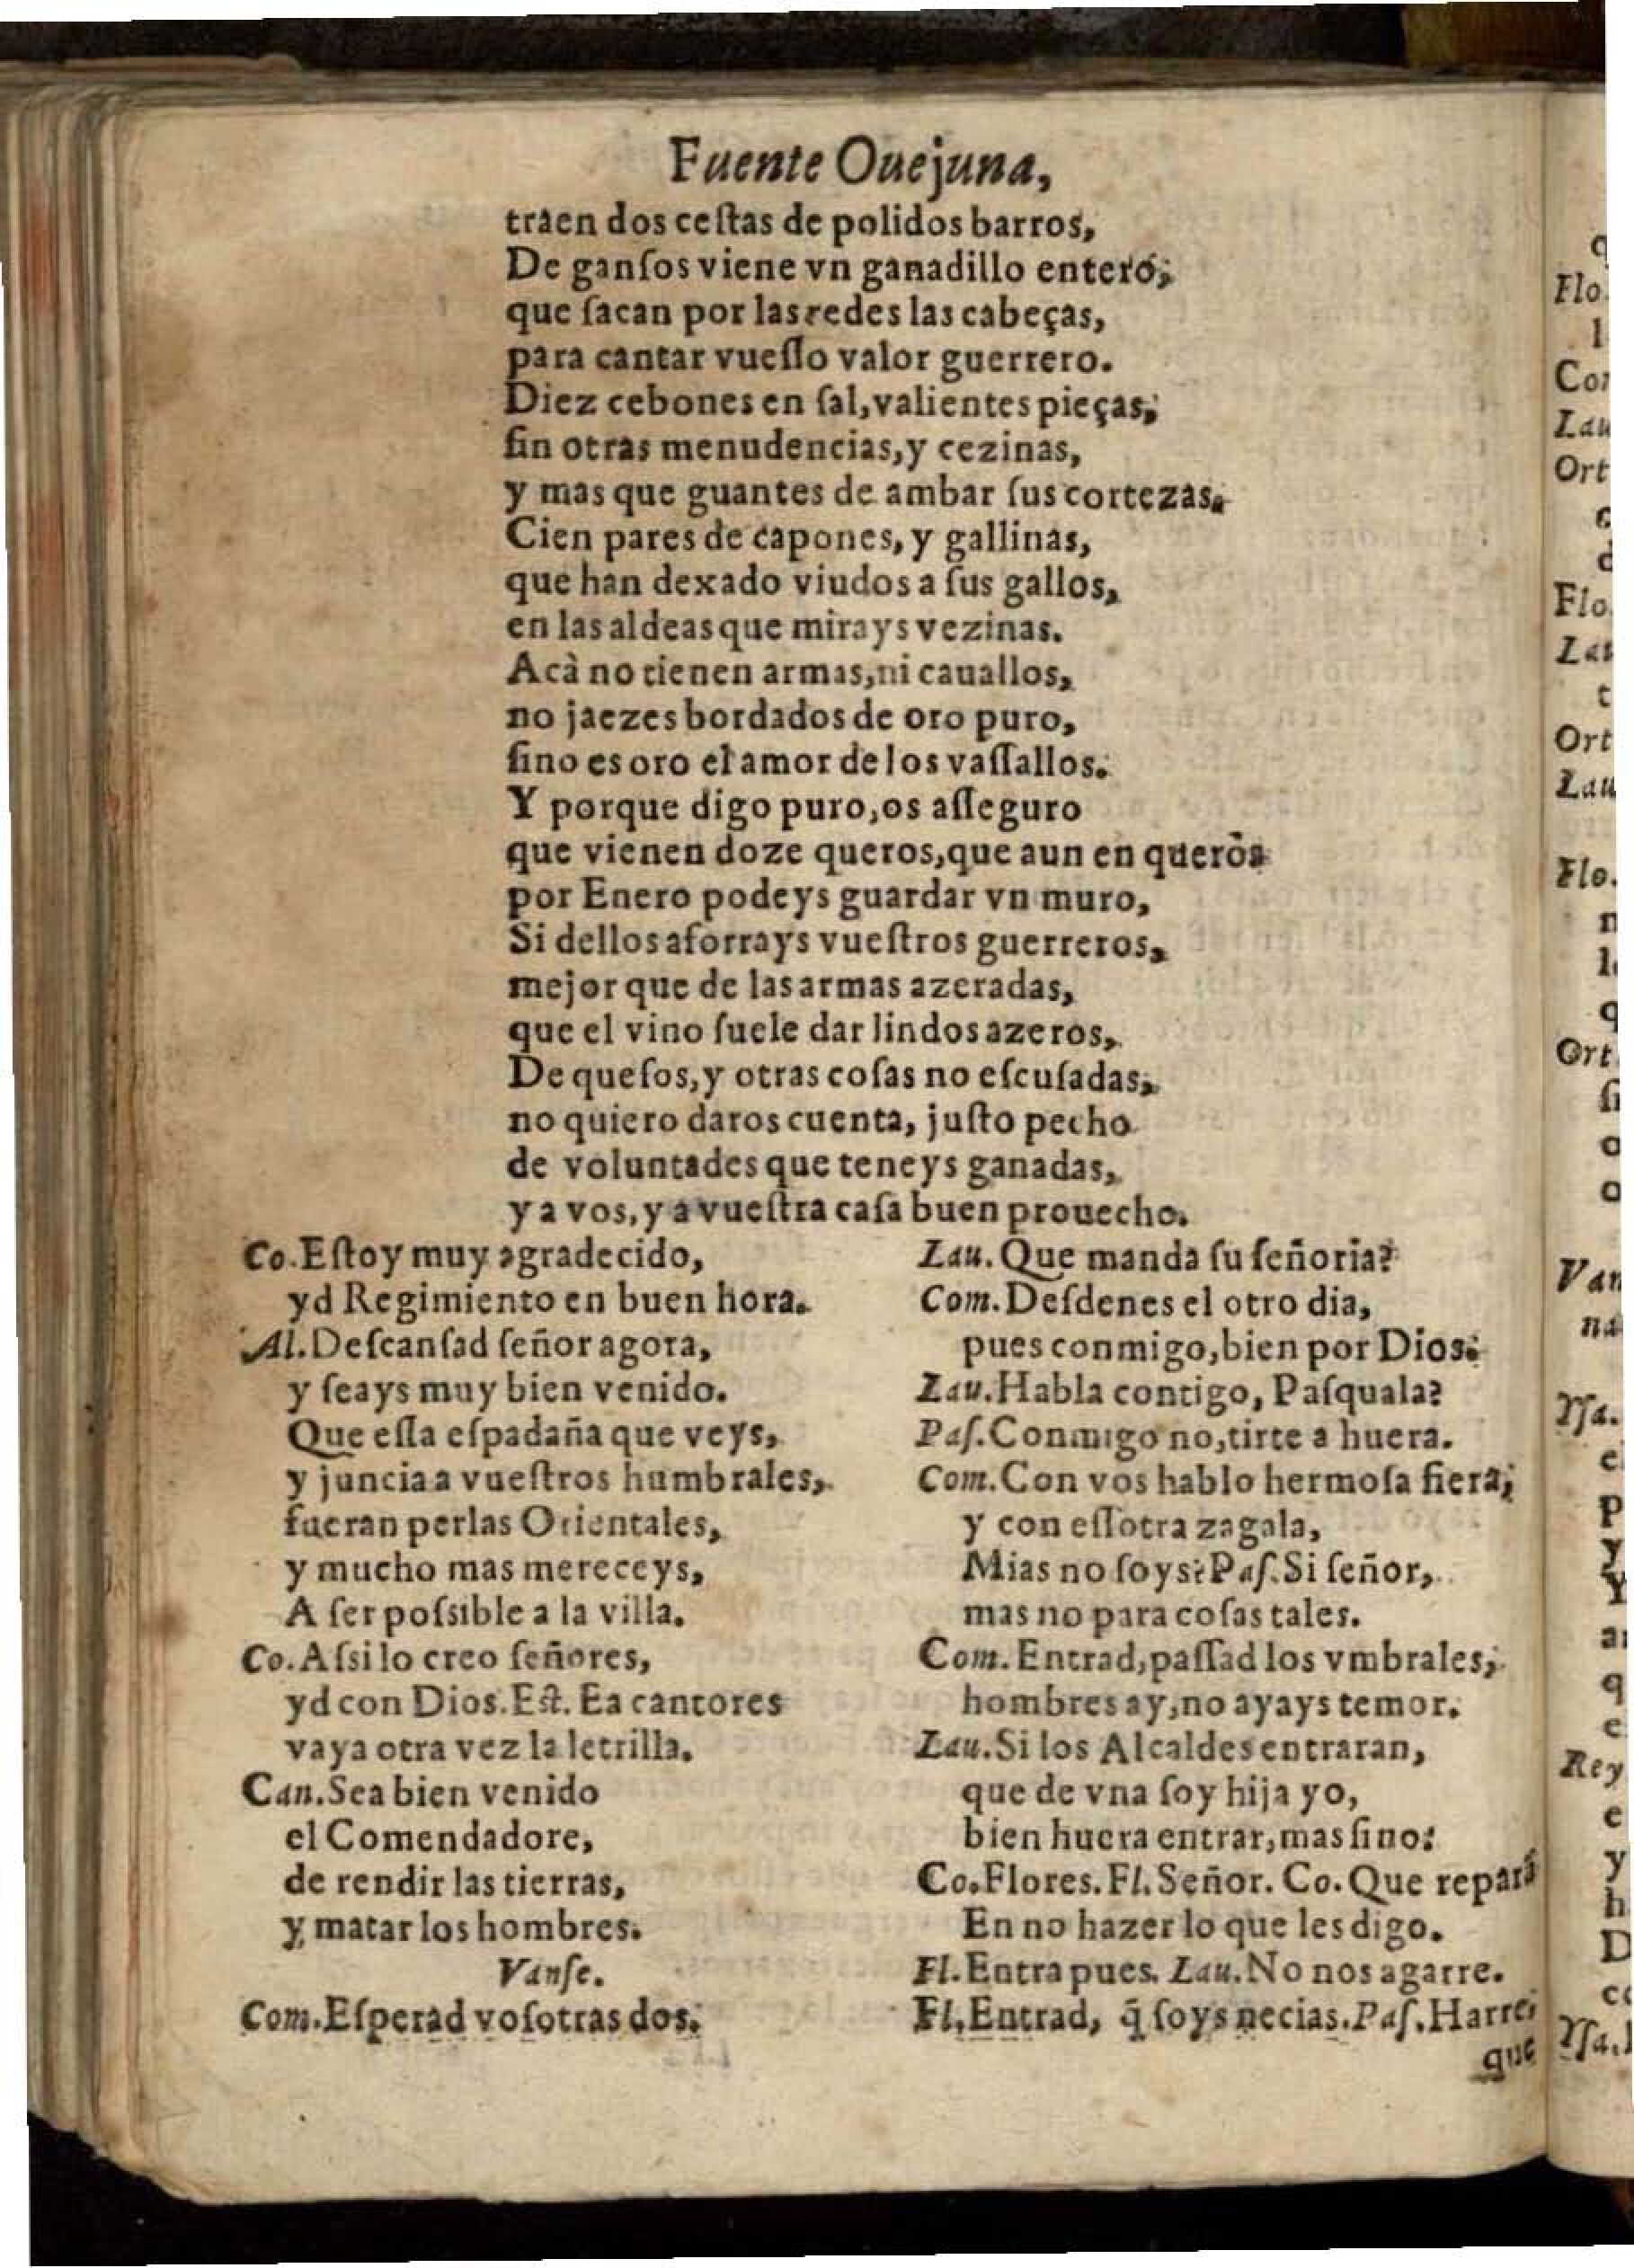 Fuente Ouejuna,
traen dos ceſtas de polidos barros,
De ganſos viene vn ganadillo entero,
que ſacan por las redes las cabeças,
para cantar vueſſo valor guerrero.
Diez cebones en ſal, valientes pieças,
ſin otras menudencias, y cezinas,
y mas que guantes de ambar ſus cortezas.
Cien pares de capones, y gallinas,
que han dexado viudos a ſus gallos,
en las aldeas que mirays vezinas.
Acà no tienen armas, ni cauallos,
no jaezes bordados de oro puro,
ſino es oro el amor de los vaſſallos.
Y porque digo puro, os aſſeguro
que vienen doze queros, que aun en queros
por Enero podeys guardar vn muro,
Si dellos aforrays vueſtros guerreros,
mejor que de las armas azeradas,
que el vino ſuele dar lindos azeros,
De queſos, y otras coſas no eſcuſadas,
no quiero daros cuenta, juſto pecho
de voluntades que teneys ganadas,
y a vos, y a vueſtra caſa buen prouecho.
Co. Eſtoy muy agradecido,
yd Regimiento en buen hora.
Al. Deſcanſad ſeñor agora,
y ſeays muy bien venido.
Que eſſa eſpadaña que veys,
y juncia a vueſtros humbrales,
fueran perlas Orientales,
y mucho mas mereceys,
A ſer poſsible a la villa.
Co. Aſsi lo creo ſeñores,
yd con Dios. Eſt. Ea cantores
vaya otra vez la letrilla.
Can. Sea bien venido
el Comendadore,
de rendir las tierras,
y matar los hombres.
Vanſe.
Com. Eſperad voſotras dos.
Lau. Que manda ſu ſeñoria?
Com. Deſdenes el otro dia,
pues conmigo, bien por Dios.
Lau. Habla contigo, Paſquala?
Paſ. Conmigo no, tirte a huera.
Com. Con vos hablo hermoſa fiera,
y con eſſotra zagala,
Mias no ſoys? Paſ. Si ſeñor,
mas no para coſas tales.
Com. Entrad, paſſad los vmbrales,
hombres ay, no ayays temor.
Lau. Si los Alcaldes entraran,
que de vna ſoy hija yo,
bien huera entrar, mas ſino:
Co. Flores. Fl. Señor. Co. Que reparã
En no hazer lo que les digo.
Fl. Entra pues. Lau. No nos agarre.
Fl. Entrad, q̃ ſoys necias. Paſ. Harre,
que
q
Flo.
l
Com
Lau
Ort
c
d
Flo.
Lau
t
Ort
Lau
Flo.
n
l
q
Ort
ſi
o
o
Van
na
Yſa.
e
p
y
Y
a
q
e
Rey
e
y
h
D
c
Yſa.